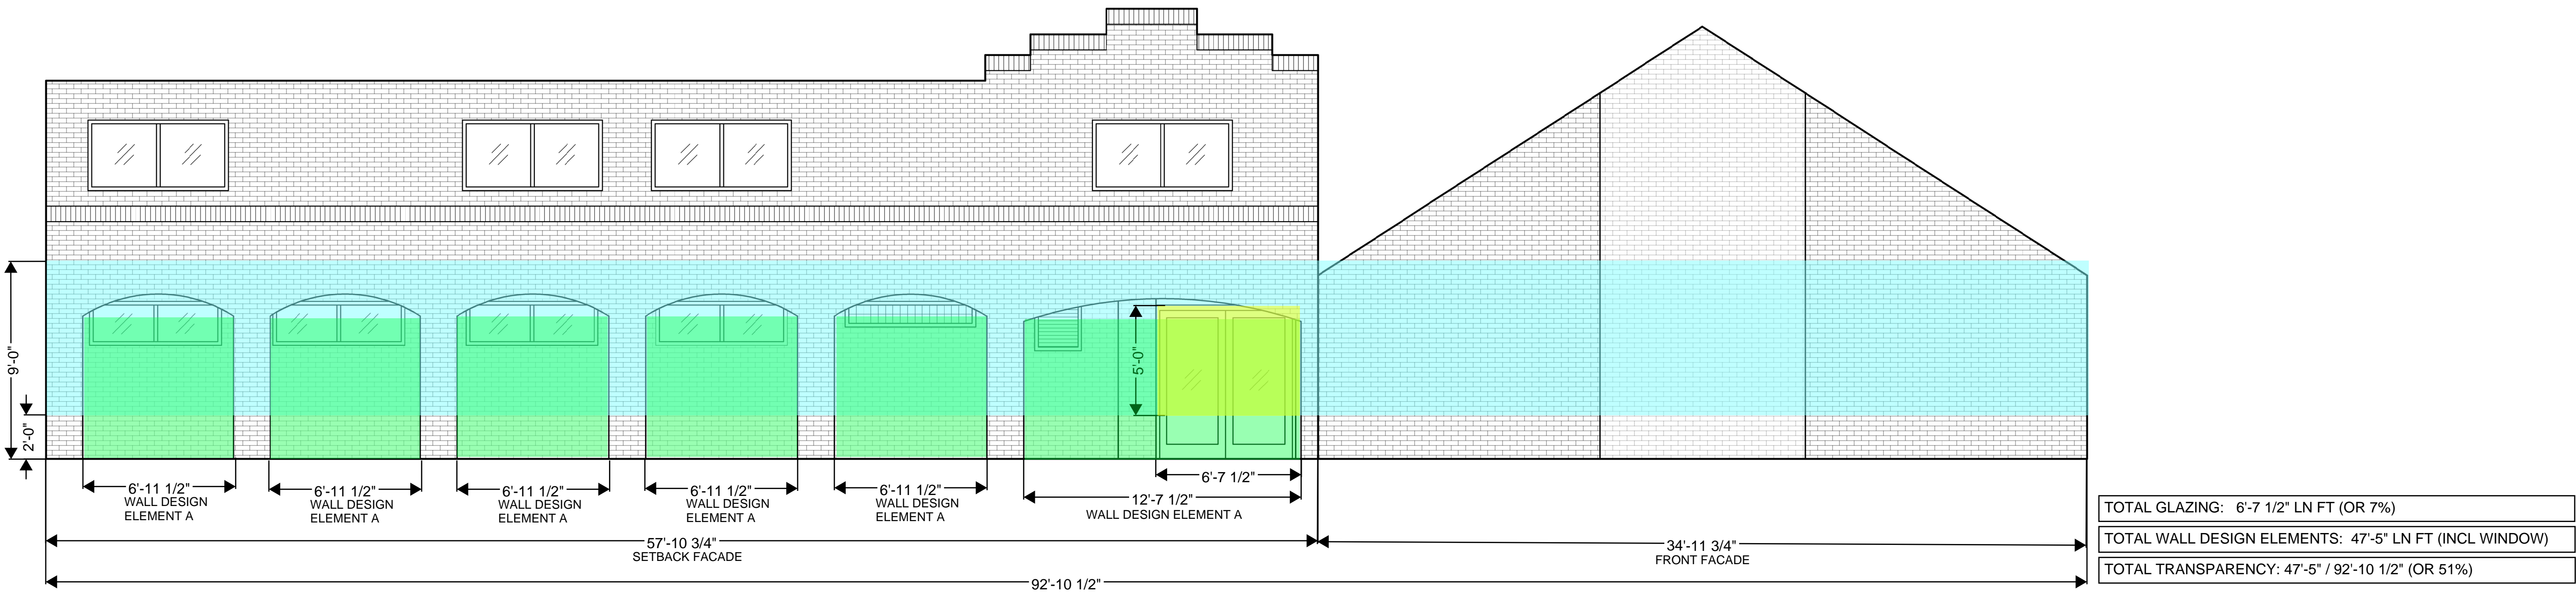 9'-0"
2'-0"
5'-0"
6'-7 1/2"
6'-11 1/2"
WALL DESIGN
ELEMENT A
6'-11 1/2"
WALL DESIGN
ELEMENT A
6'-11 1/2"
WALL DESIGN
ELEMENT A
6'-11 1/2"
WALL DESIGN
ELEMENT A
6'-11 1/2"
WALL DESIGN
ELEMENT A
12'-7 1/2"
WALL DESIGN ELEMENT A
57'-10 3/4"
SETBACK FACADE
34'-11 3/4"
FRONT FACADE
92'-10 1/2"
TOTAL GLAZING: 6'-7 1/2" LN FT (OR 7%)
TOTAL WALL DESIGN ELEMENTS: 47'-5" LN FT (INCL WINDOW)
TOTAL TRANSPARENCY: 47'-5" / 92'-10 1/2" (OR 51%)